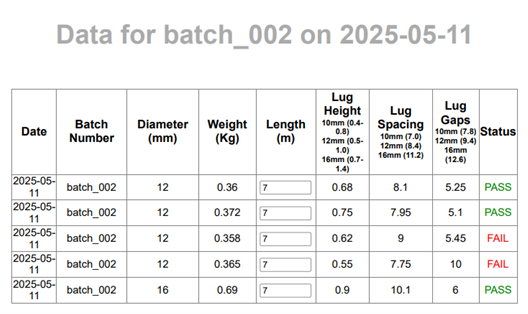 Data for batch_002 on 2025-05-11
Date Batch Number Diameter (mm) Weight (Kg) Length (m) Lug Height 10mm (0.4-0.8) 12mm (0.5-1.0) 16mm (0.7-1.4) Lug Spacing 10mm (7.0) 12mm (8.4) 16mm (11.2) Lug Gaps 10mm (7.8) 12mm (9.4) 16mm (12.6) Status
2025-05-11 batch_002 12 0.36 7 0.68 8.1 5.25 PASS
2025-05-11 batch_002 12 0.372 7 0.75 7.95 5.1 PASS
2025-05-11 batch_002 12 0.358 7 0.62 9 5.45 FAIL
2025-05-11 batch_002 12 0.365 7 0.55 7.75 10 FAIL
2025-05-11 batch_002 16 0.69 7 0.9 10.1 6 PASS